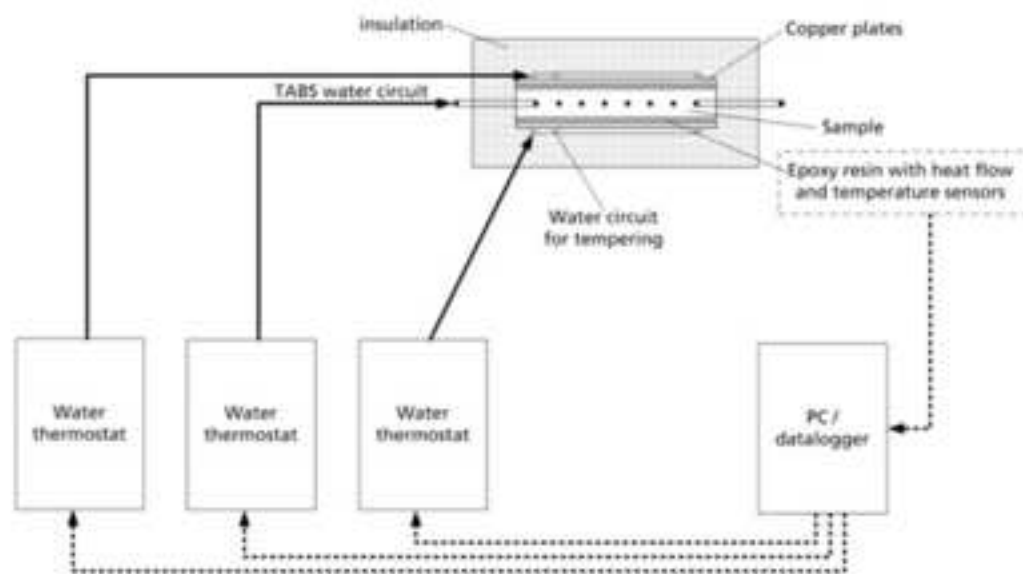 insulation
Copper plates
TABS water circuit
Sample
Epoxy resin with heat flow
and temperature sensors
Water circuit
for tempering
Water
thermostat
Water
thermostat
Water
thermostat
PC /
datalogger